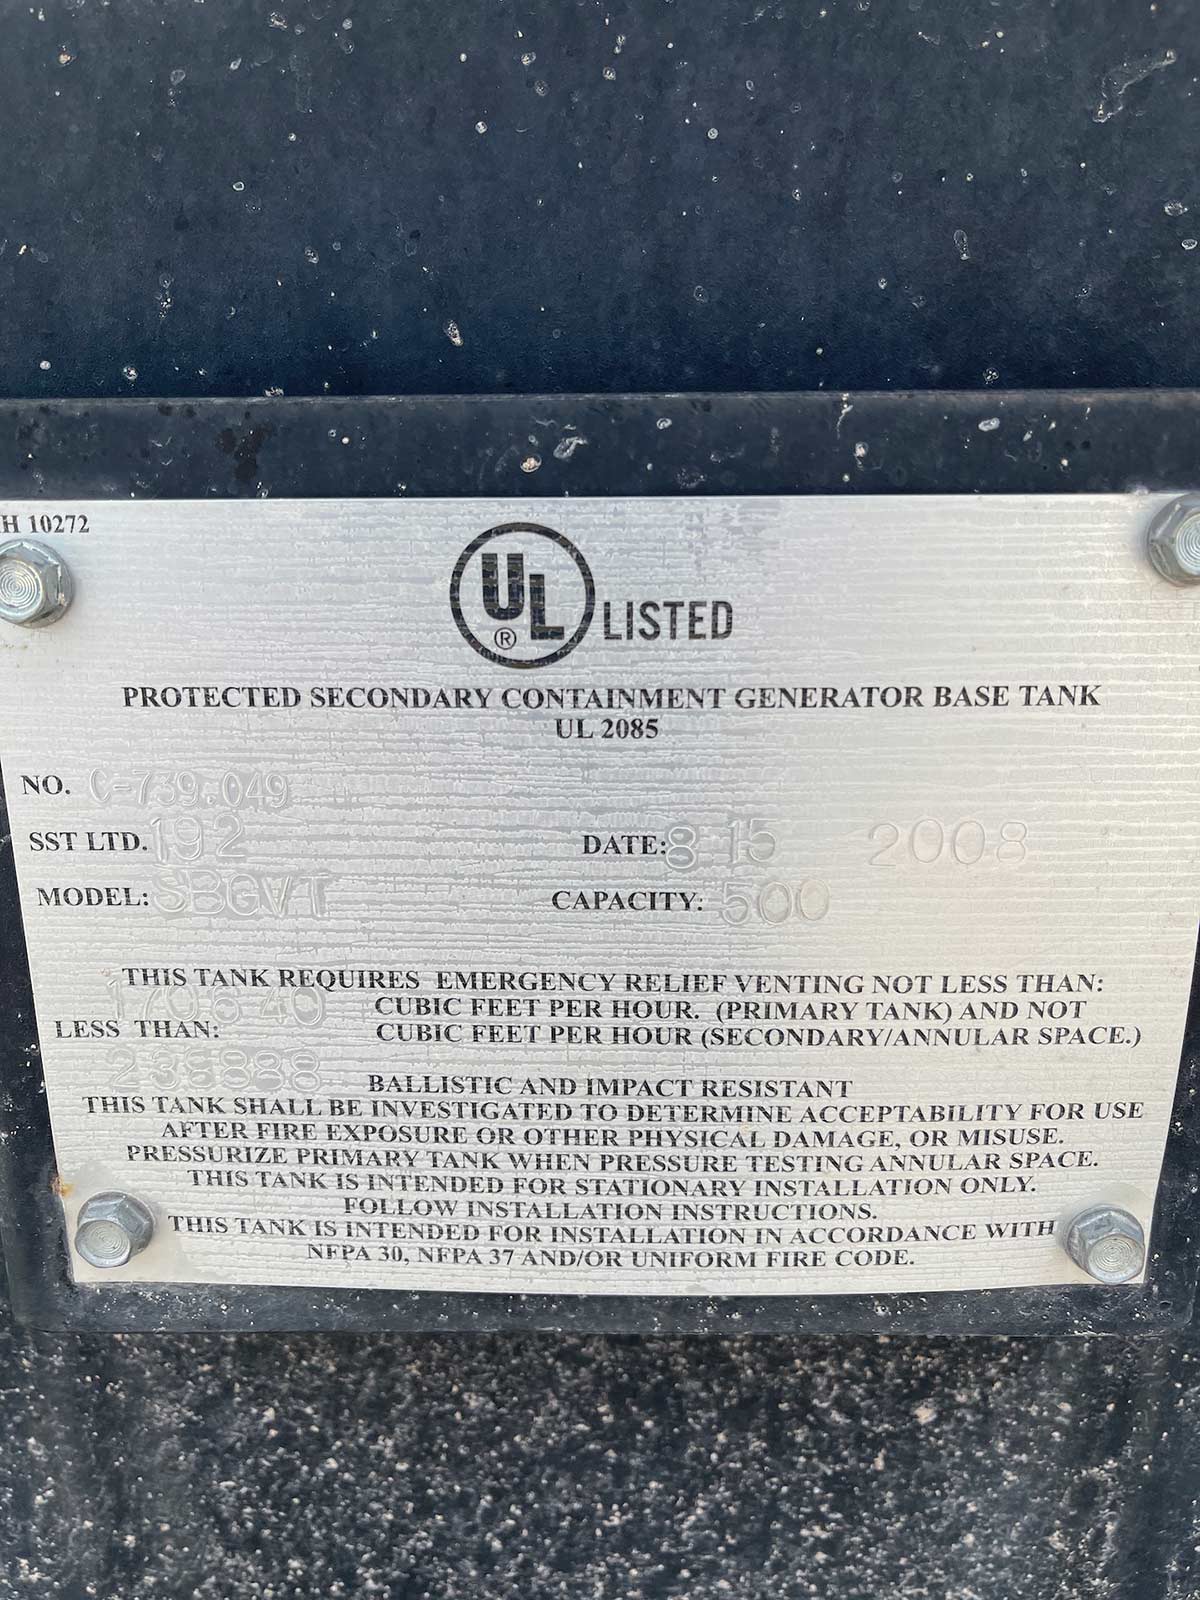 H 10272
UL
®
LISTED
PROTECTED SECONDARY CONTAINMENT GENERATOR BASE TANK
UL 2085
NO. C-739.049
SST LTD. 192 DATE: 8 15 2008
MODEL: SBGVT CAPACITY: 500
THIS TANK REQUIRES EMERGENCY RELIEF VENTING NOT LESS THAN:
CUBIC FEET PER HOUR. (PRIMARY TANK) AND NOT
LESS THAN: CUBIC FEET PER HOUR (SECONDARY/ANNULAR SPACE.)
BALLISTIC AND IMPACT RESISTANT
THIS TANK SHALL BE INVESTIGATED TO DETERMINE ACCEPTABILITY FOR USE
AFTER FIRE EXPOSURE OR OTHER PHYSICAL DAMAGE, OR MISUSE.
PRESSURIZE PRIMARY TANK WHEN PRESSURE TESTING ANNULAR SPACE.
THIS TANK IS INTENDED FOR STATIONARY INSTALLATION ONLY.
FOLLOW INSTALLATION INSTRUCTIONS.
THIS TANK IS INTENDED FOR INSTALLATION IN ACCORDANCE WITH
NFPA 30, NFPA 37 AND/OR UNIFORM FIRE CODE.